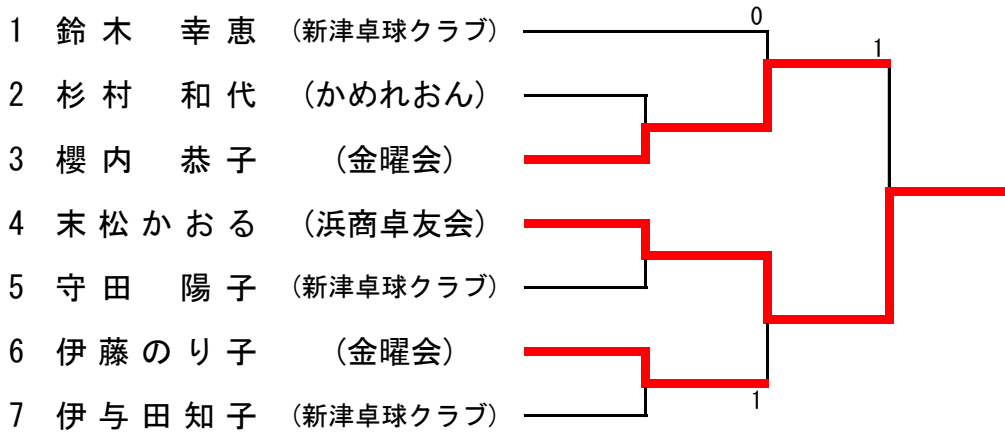 0
1 鈴木 幸恵 (新津卓球クラブ)
1
2 杉村 和代 (かめれおん)
3 櫻内 恭子 (金曜会)
4 末松かおる (浜商卓友会)
5 守田 陽子 (新津卓球クラブ)
6 伊藤のり子 (金曜会)
1
7 伊与田知子 (新津卓球クラブ)